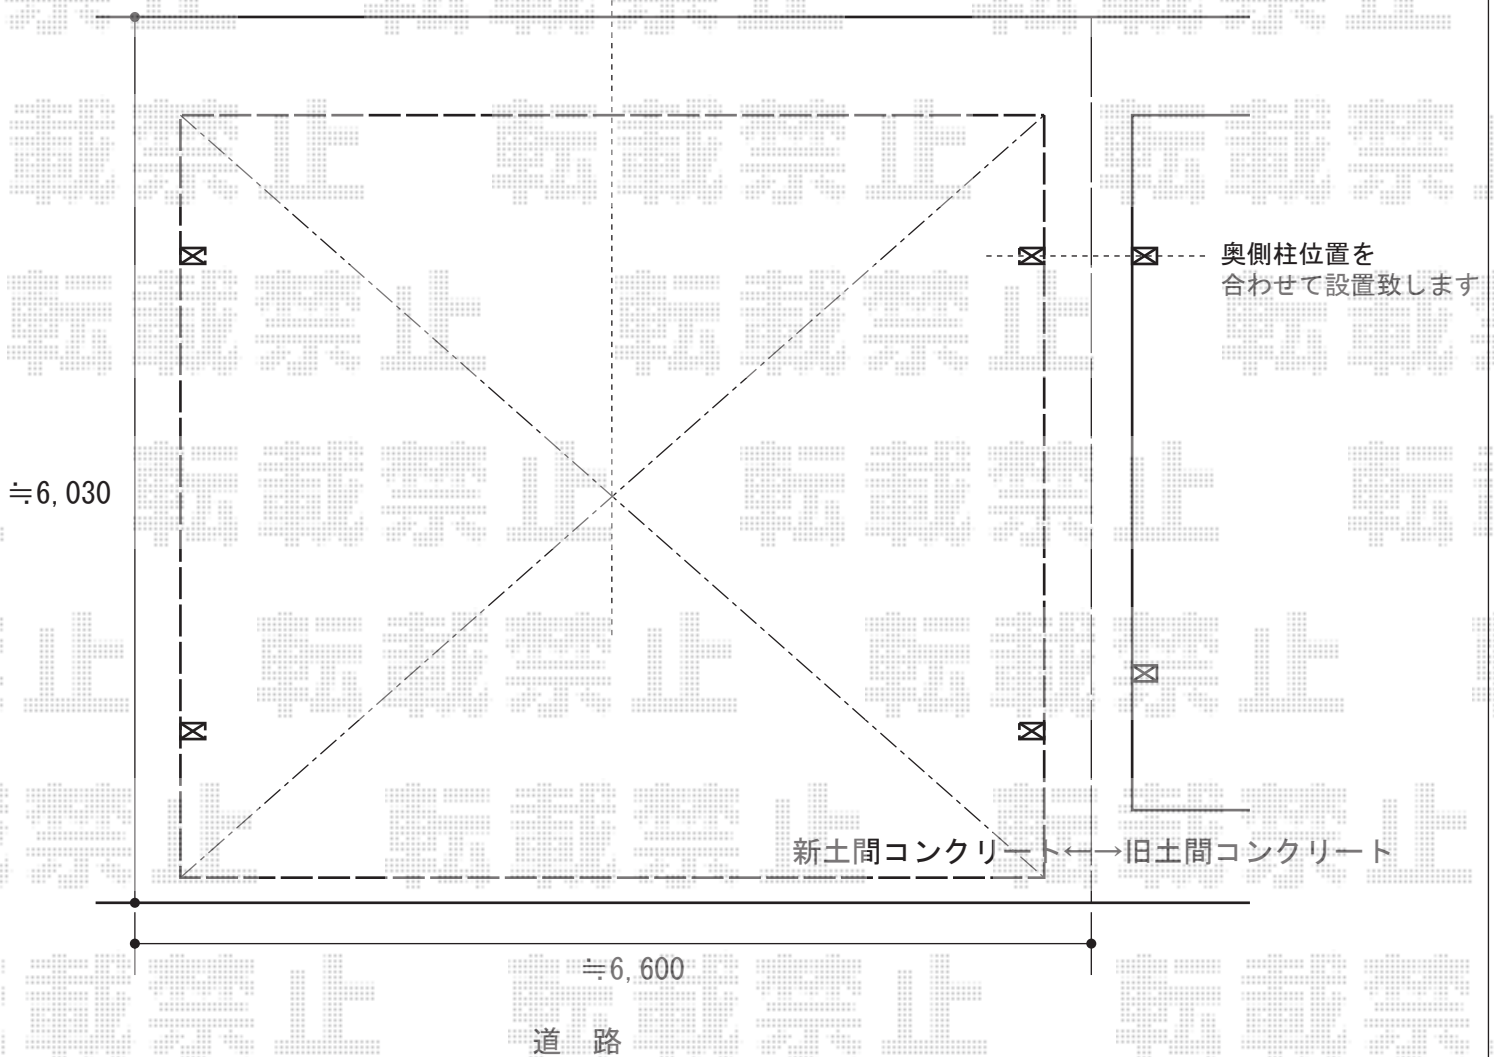 奥側柱位置を
合わせて設置致します
≒6,030
新土間コンクリート←→旧土間コンクリート
≒6,600
道 路
転載禁止